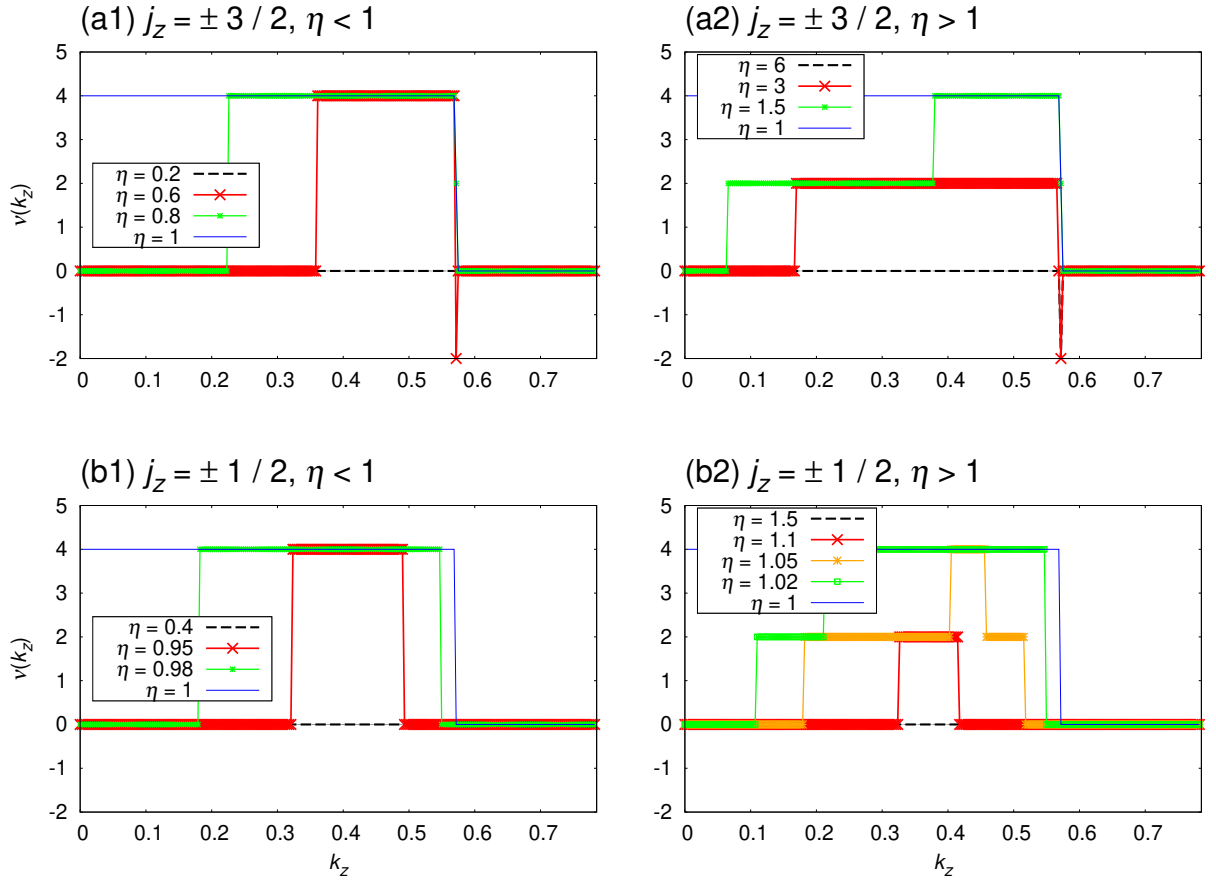 (a1) j_z = ± 3 / 2, η < 1
5
4
3
2
1
0
-1
-2
ν(k_z)
η = 0.2
η = 0.6
η = 0.8
η = 1
0 0.1 0.2 0.3 0.4 0.5 0.6 0.7
(a2) j_z = ± 3 / 2, η > 1
5
4
3
2
1
0
-1
-2
η = 6
η = 3
η = 1.5
η = 1
0 0.1 0.2 0.3 0.4 0.5 0.6 0.7
(b1) j_z = ± 1 / 2, η < 1
5
4
3
2
1
0
-1
-2
ν(k_z)
η = 0.4
η = 0.95
η = 0.98
η = 1
0 0.1 0.2 0.3 0.4 0.5 0.6 0.7
k_z
(b2) j_z = ± 1 / 2, η > 1
5
4
3
2
1
0
-1
-2
η = 1.5
η = 1.1
η = 1.05
η = 1.02
η = 1
0 0.1 0.2 0.3 0.4 0.5 0.6 0.7
k_z